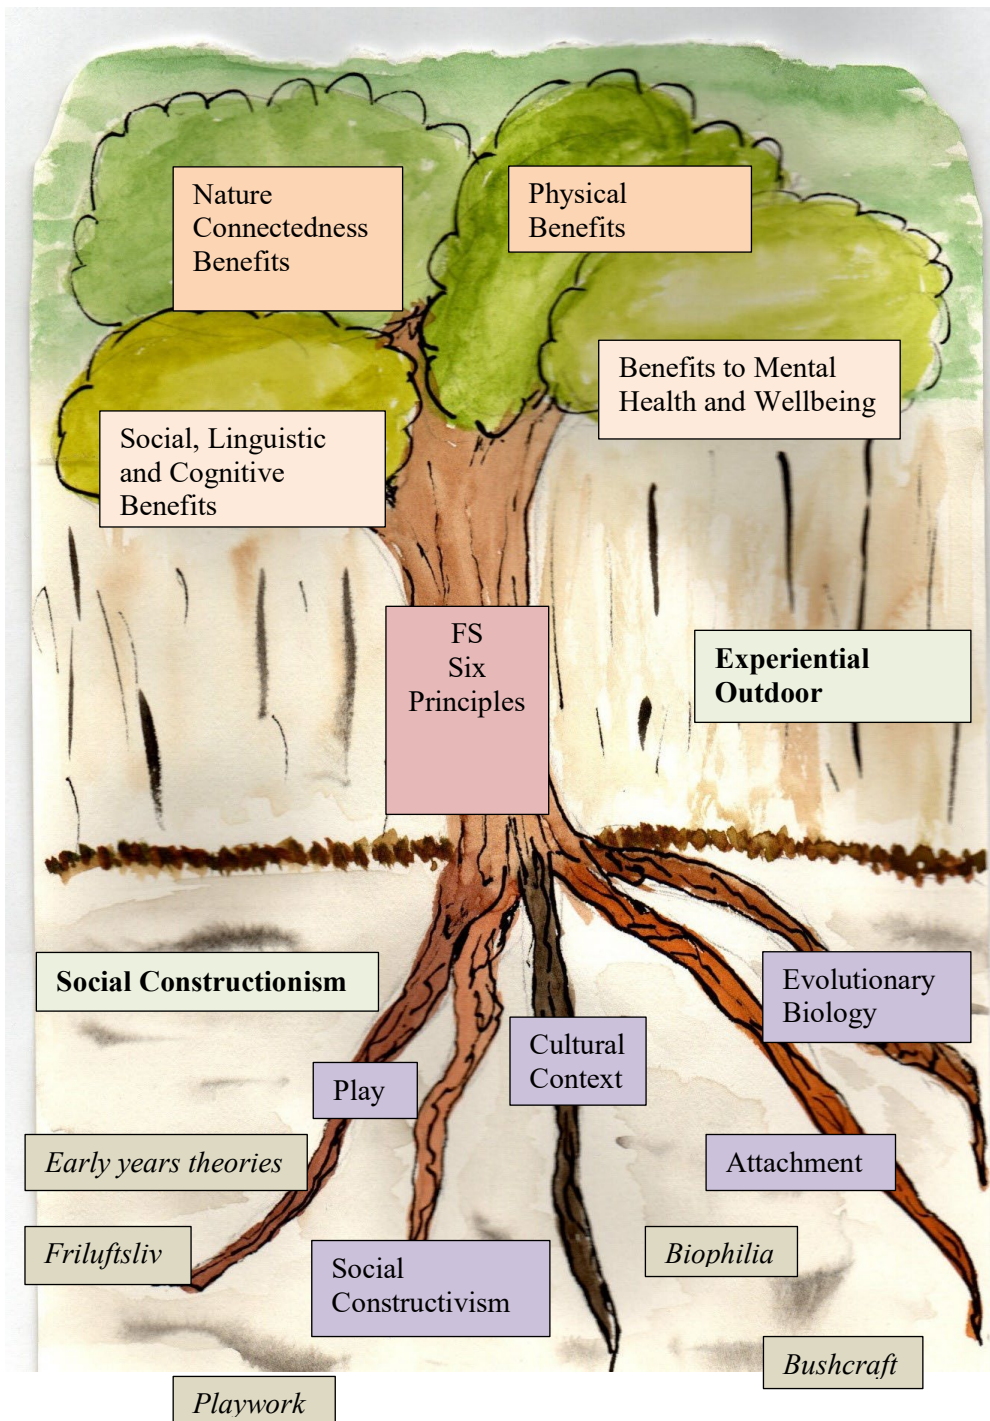 Nature
Connectedness
Benefits
Physical
Benefits
Benefits to Mental
Health and Wellbeing
Social, Linguistic
and Cognitive
Benefits
FS
Six
Principles
Experiential
Outdoor
Social Constructionism
Evolutionary
Biology
Cultural
Context
Play
Early years theories
Attachment
Friluftsliv
Biophilia
Social
Constructivism
Bushcraft
Playwork